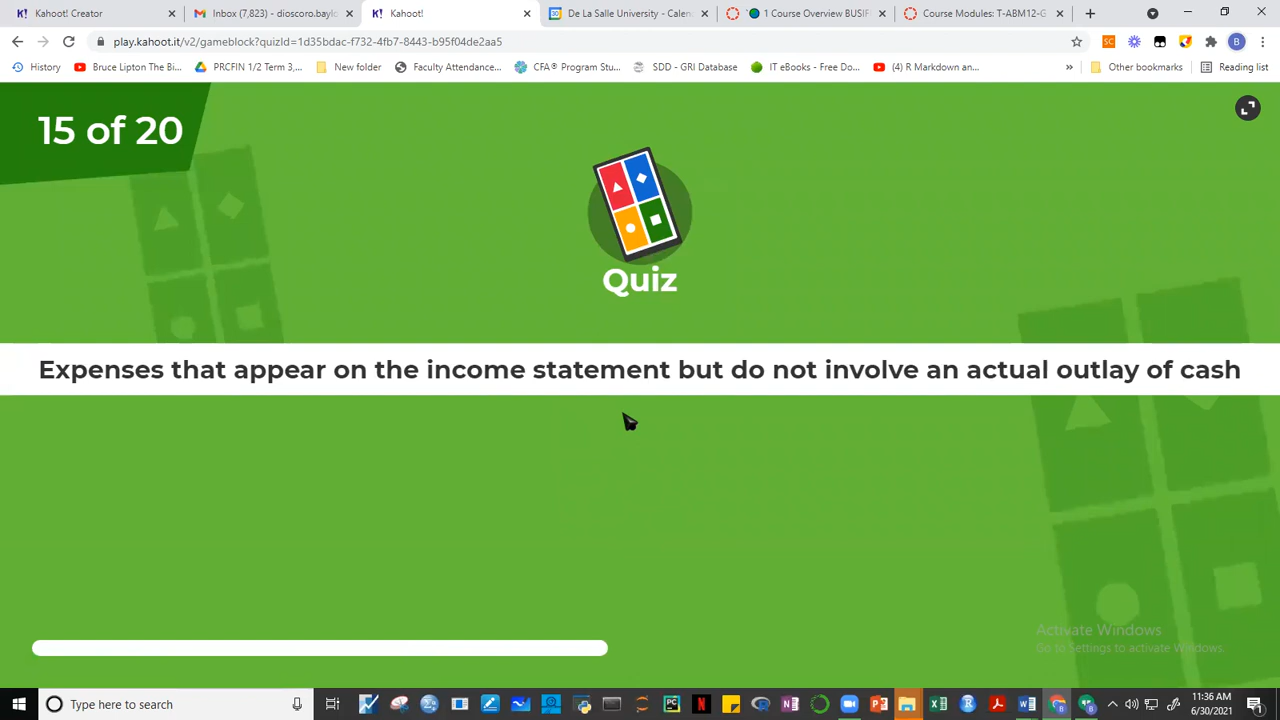 Kahoot! Creator
Inbox (7,823) - dioscoro.baylo
Kahoot!
De La Salle University - Calen
1 Course Overview BUSIF
Course Modules: T-ABM12-G
play.kahoot.it/v2/gameblock?quizId=1d35bdac-f732-4fb7-8443-b95f04de2aa5
SC
B
History
Bruce Lipton The Bi...
PRCFIN 1/2 Term 3,...
New folder
Faculty Attendance...
CFA® Program Stu...
SDD - GRI Database
IT eBooks - Free Do...
(4) R Markdown an...
Other bookmarks
Reading list
15 of 20
Quiz
Expenses that appear on the income statement but do not involve an actual outlay of cash
Activate Windows
Go to Settings to activate Windows.
Type here to search
11:36 AM
6/30/2021